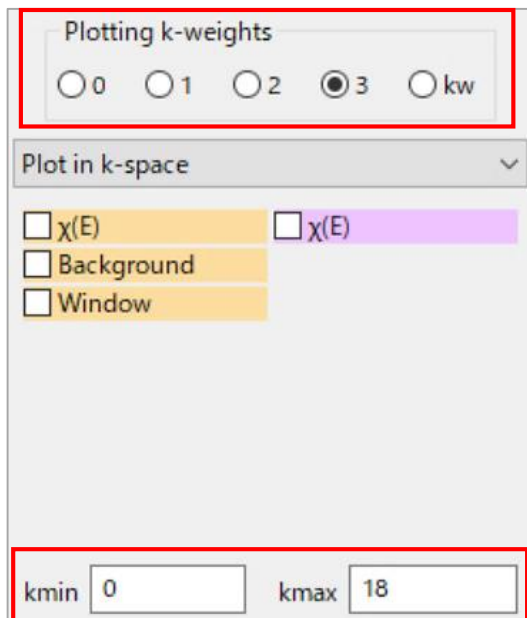 Plotting k-weights
0 1 2 3 kw
Plot in k-space
χ(E) χ(E)
Background
Window
kmin 0 kmax 18